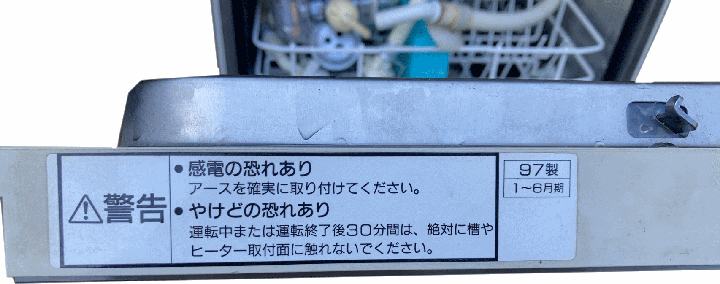 ⚠警告
•感電の恐れあり
アースを確実に取り付けてください。
•やけどの恐れあり
運転中または運転終了後30分間は、絶対に槽や
ヒーター取付面に触れないでください。
97製
1〜6月期